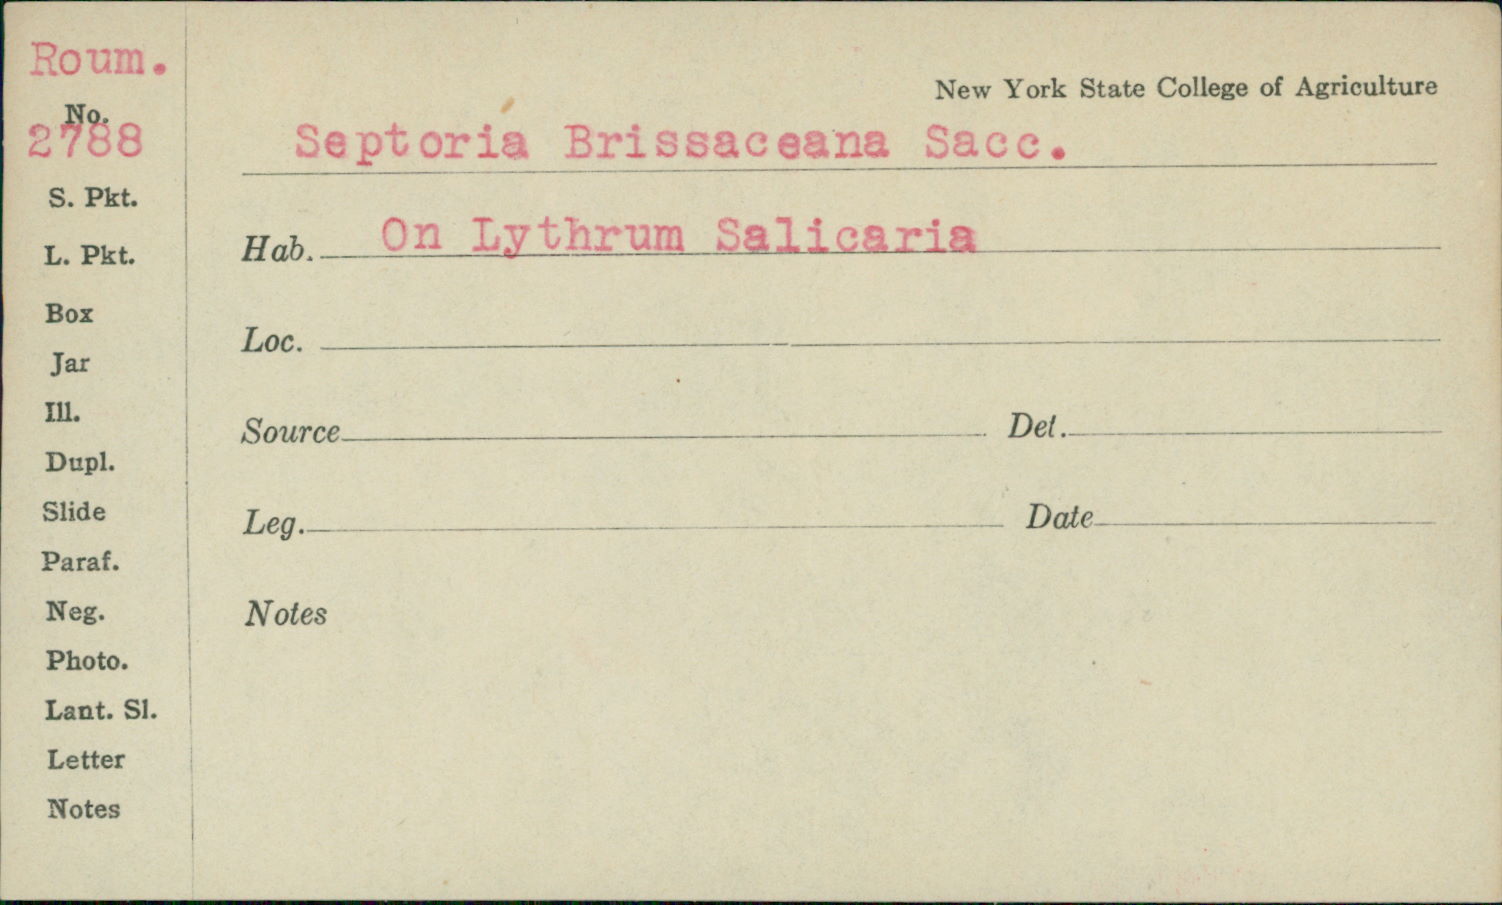 Roum.
No.
2788
S. Pkt.
L. Pkt.
Box
Jar
Ill.
Dupl.
Slide
Paraf.
Neg.
Photo.
Lant. Sl.
Letter
Notes
New York State College of Agriculture
Septoria Brissaceana Sacc.
Hab. On Lythrum Salicaria
Loc.
Source Det.
Leg. Date
Notes